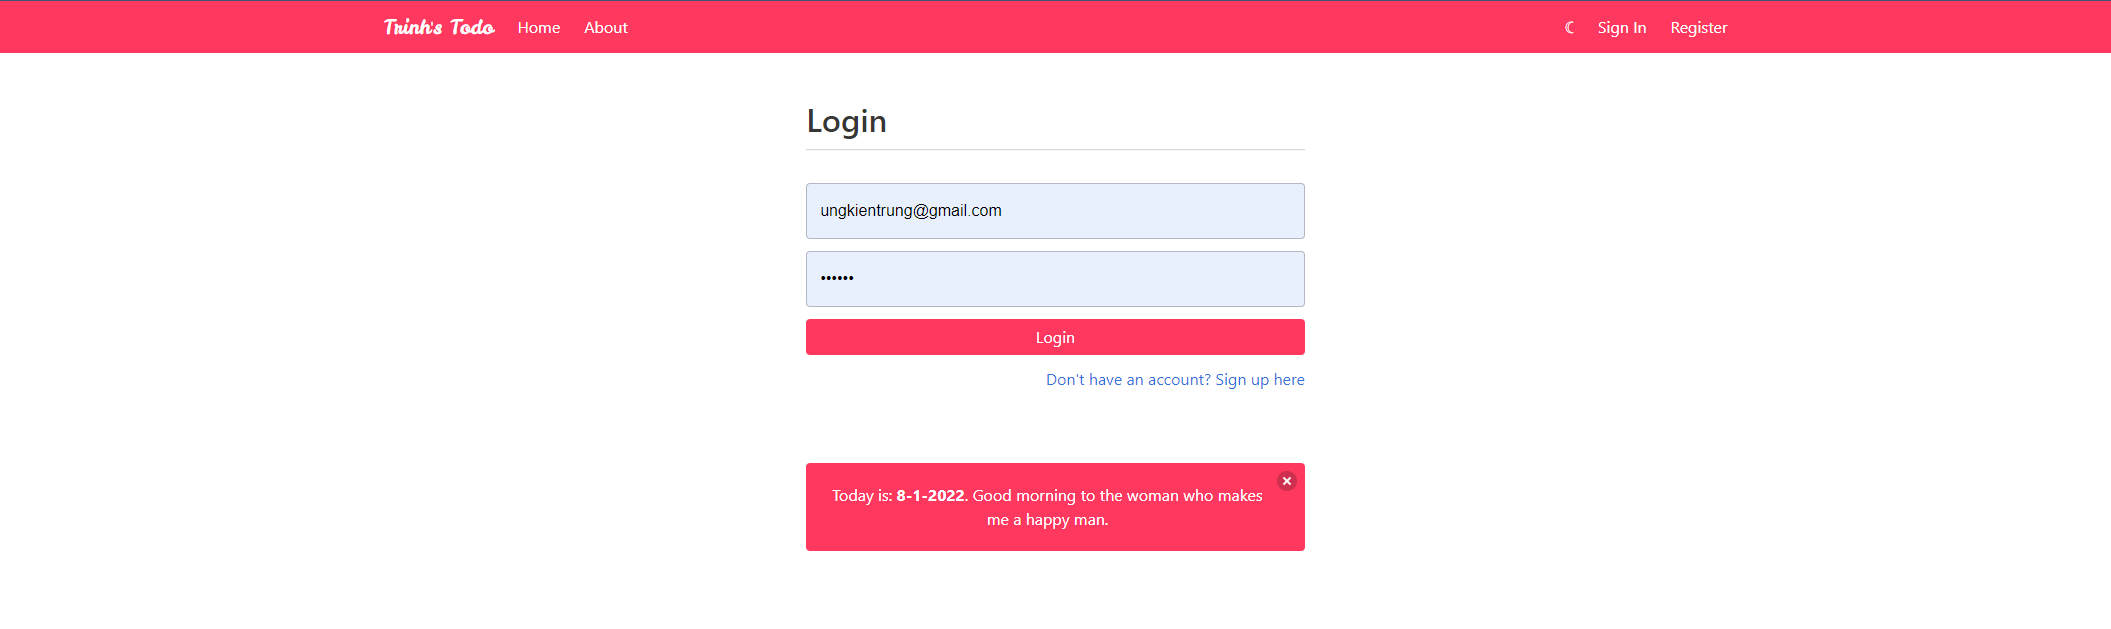 Trinh's Todo Home About Sign In Register
Login
ungkientrung@gmail.com
••••••
Login
Don't have an account? Sign up here
Today is: 8-1-2022. Good morning to the woman who makes
me a happy man.